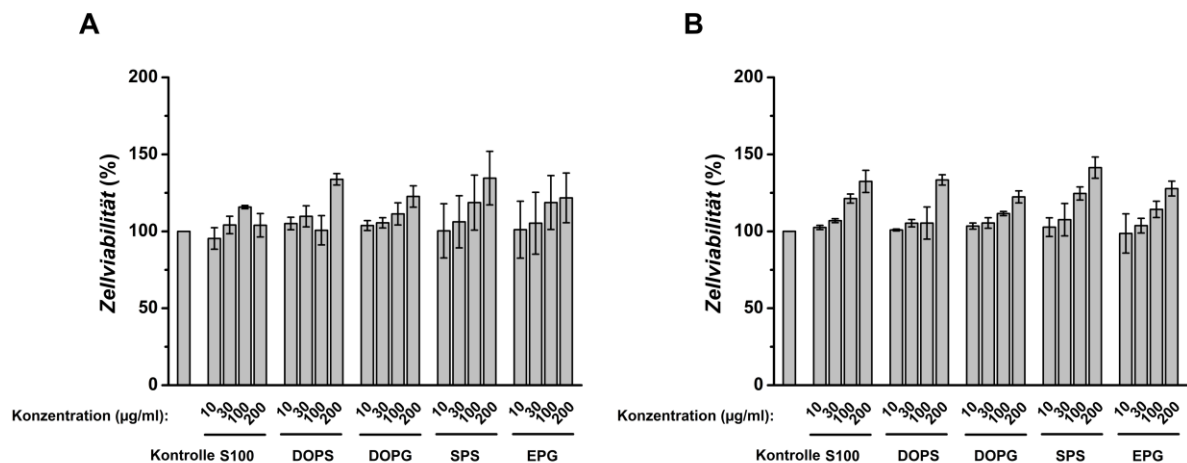 A
200
150
100
50
0
Zellviabilität (%)
Konzentration (µg/ml): 10 30 100 200 10 30 100 200 10 30 100 200 10 30 100 200 10 30 100 200
Kontrolle S100 DOPS DOPG SPS EPG
B
200
150
100
50
0
Zellviabilität (%)
Konzentration (µg/ml): 10 30 100 200 10 30 100 200 10 30 100 200 10 30 100 200 10 30 100 200
Kontrolle S100 DOPS DOPG SPS EPG